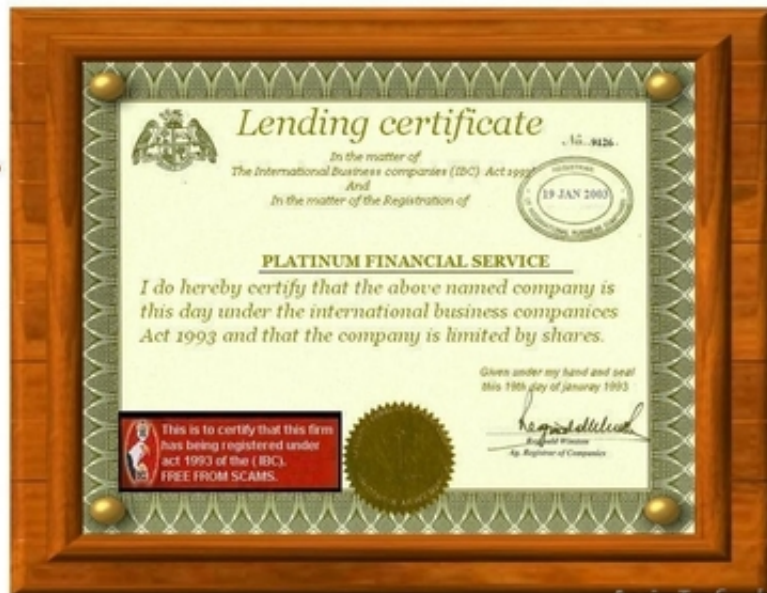 Lending certificate
No. 9126
In the matter of
The International Business companies (IBC) Act 1993
And
In the matter of the Registration of
19 JAN 2003
PLATINUM FINANCIAL SERVICE
I do hereby certify that the above named company is
this day under the international business companices
Act 1993 and that the company is limited by shares.
Given under my hand and seal
this 19th day of janaray 1993
Reginald Winston
Ag. Registrar of Companies
This is to certify that this firm
has being registered under
act 1993 of the ( IBC).
FREE FROM SCAMS.